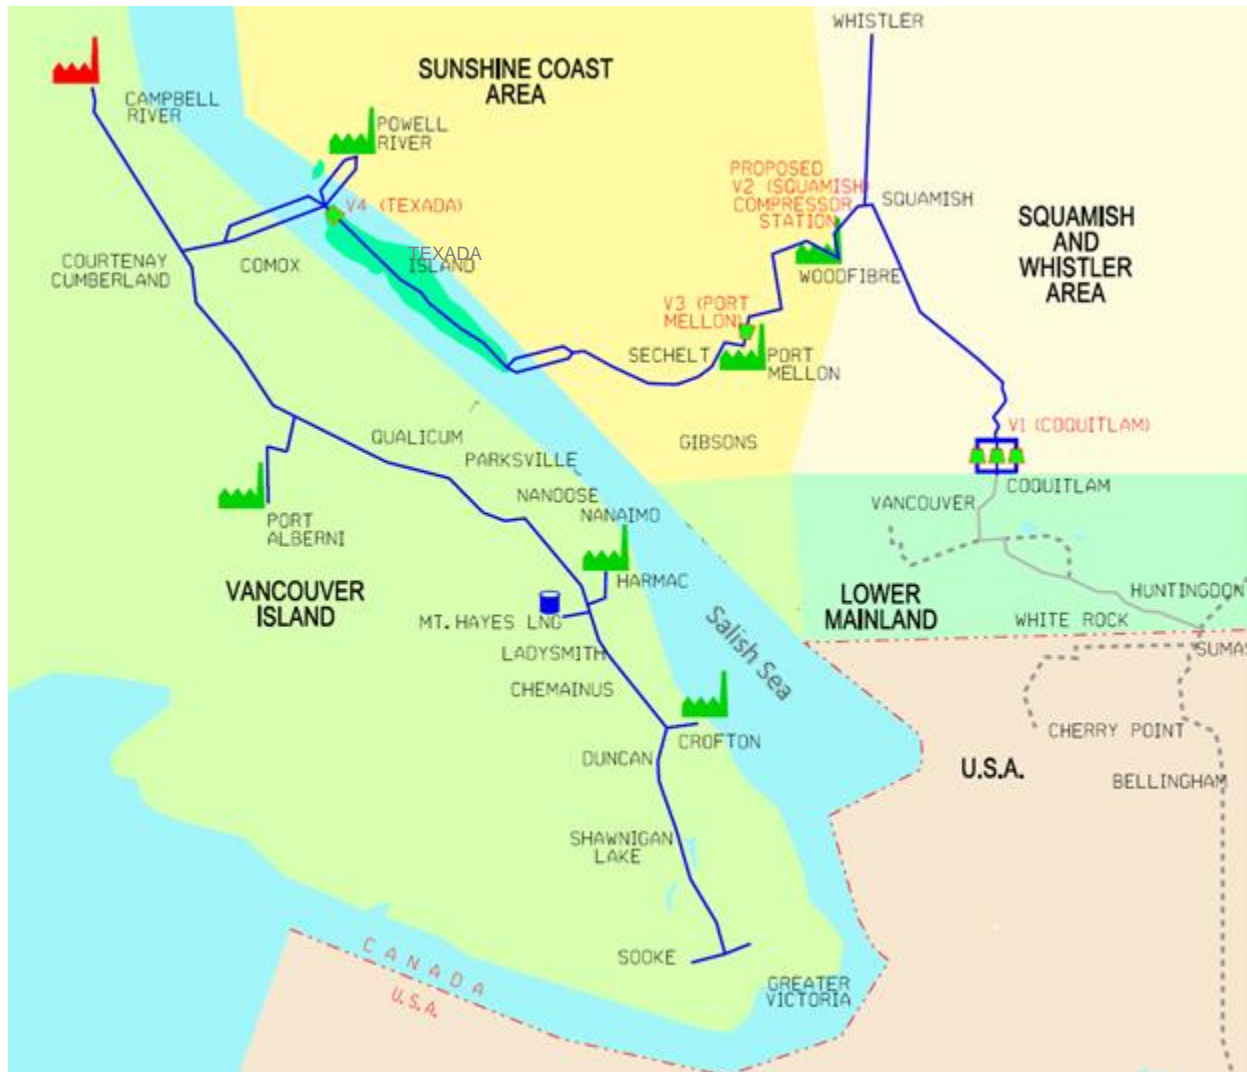 WHISTLER
SUNSHINE COAST
AREA
CAMPBELL
RIVER
POWELL
RIVER
PROPOSED
V2 (SQUAMISH)
COMPRESSOR
STATION
SQUAMISH
V4 (TEXADA)
SQUAMISH
AND
WHISTLER
AREA
TEXADA
ISLAND
COURTENAY
CUMBERLAND
COMOX
WOODFIBRE
V3 (PORT
MELLON)
SECHELT
PORT
MELLON
V1 (COQUITLAM)
QUALICUM
GIBSONS
PARKSVILLE
COQUITLAM
NANOOSE
VANCOUVER
NANAIMO
PORT
ALBERNI
HARMAC
VANCOUVER
ISLAND
LOWER
MAINLAND
HUNTINGDON
MT. HAYES LNG
WHITE ROCK
Salish Sea
SUMAS
LADYSMITH
CHEMAINUS
CROFTON
CHERRY POINT
DUNCAN
U.S.A.
BELLINGHAM
SHAWNIGAN
LAKE
SOOKE
CANADA
U.S.A.
GREATER
VICTORIA